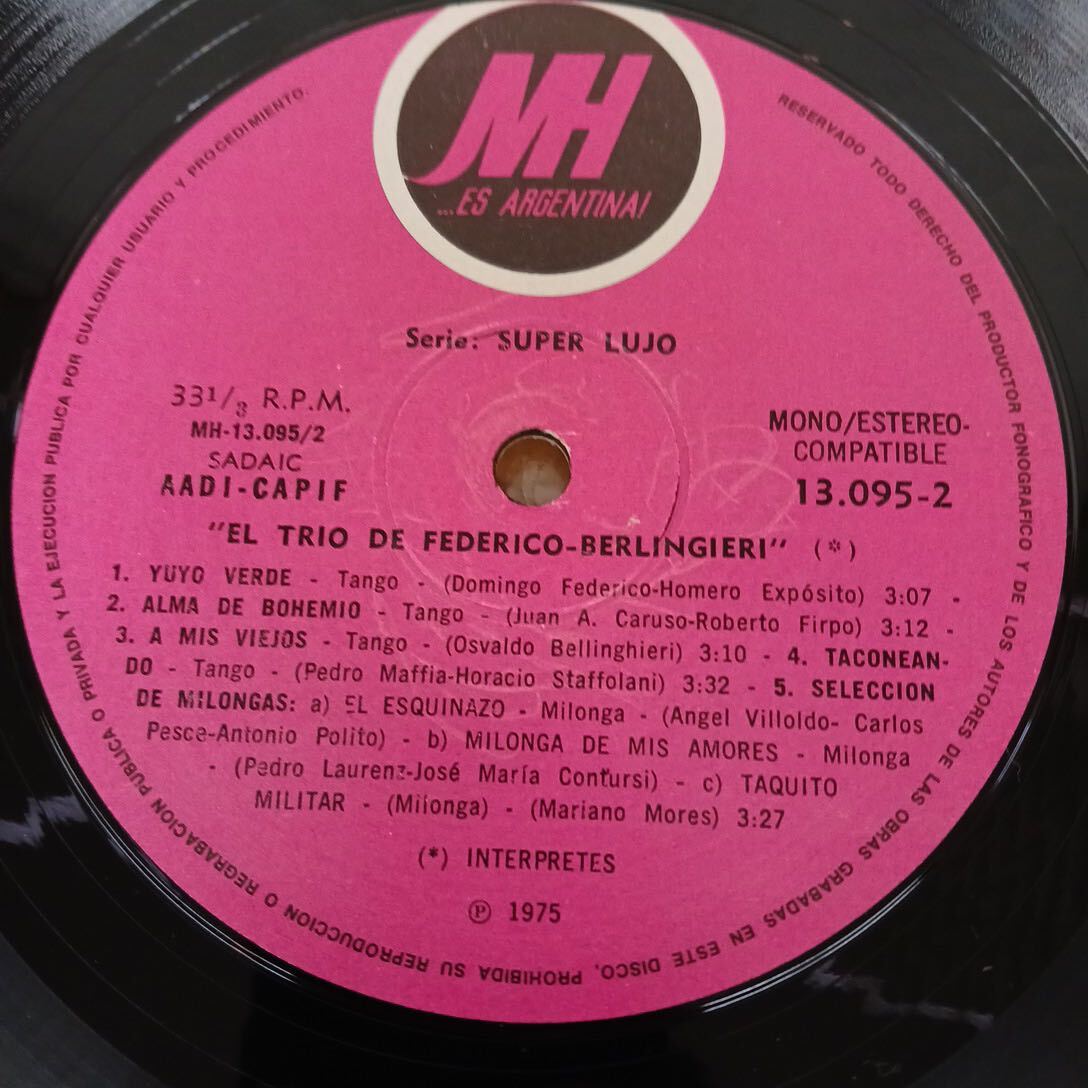 MH
...ES ARGENTINA!
Serie: SUPER LUJO
33 1/3 R.P.M.
MH-13.095/2
SADAIC
AADI-CAPIF
MONO/ESTEREO-
COMPATIBLE
13.095-2
"EL TRIO DE FEDERICO-BERLINGIERI" (*)
1. YUYO VERDE - Tango - (Domingo Federico-Homero Expósito) 3:07 -
2. ALMA DE BOHEMIO - Tango - (Juan A. Caruso-Roberto Firpo) 3:12 -
3. A MIS VIEJOS - Tango - (Osvaldo Bellinghieri) 3:10 - 4. TACONEAN-
DO - Tango - (Pedro Maffia-Horacio Staffolani) 3:32 - 5. SELECCION
DE MILONGAS: a) EL ESQUINAZO - Milonga - (Angel Villoldo- Carlos
Pesce-Antonio Polito) - b) MILONGA DE MIS AMORES - Milonga
- (Pedro Laurenz-José María Contursi) - c) TAQUITO
MILITAR - (Milonga) - (Mariano Mores) 3:27
(*) INTERPRETES
Ⓟ 1975
RESERVADO TODO DERECHO DEL PRODUCTOR FONOGRAFICO Y DE LOS AUTORES DE LAS OBRAS GRABADAS EN ESTE DISCO, PROHIBIDA SU REPRODUCCION O REGRABACION PUBLICA O PRIVADA Y LA EJECUCION PUBLICA POR CUALQUIER USUARIO Y PROCEDIMIENTO.